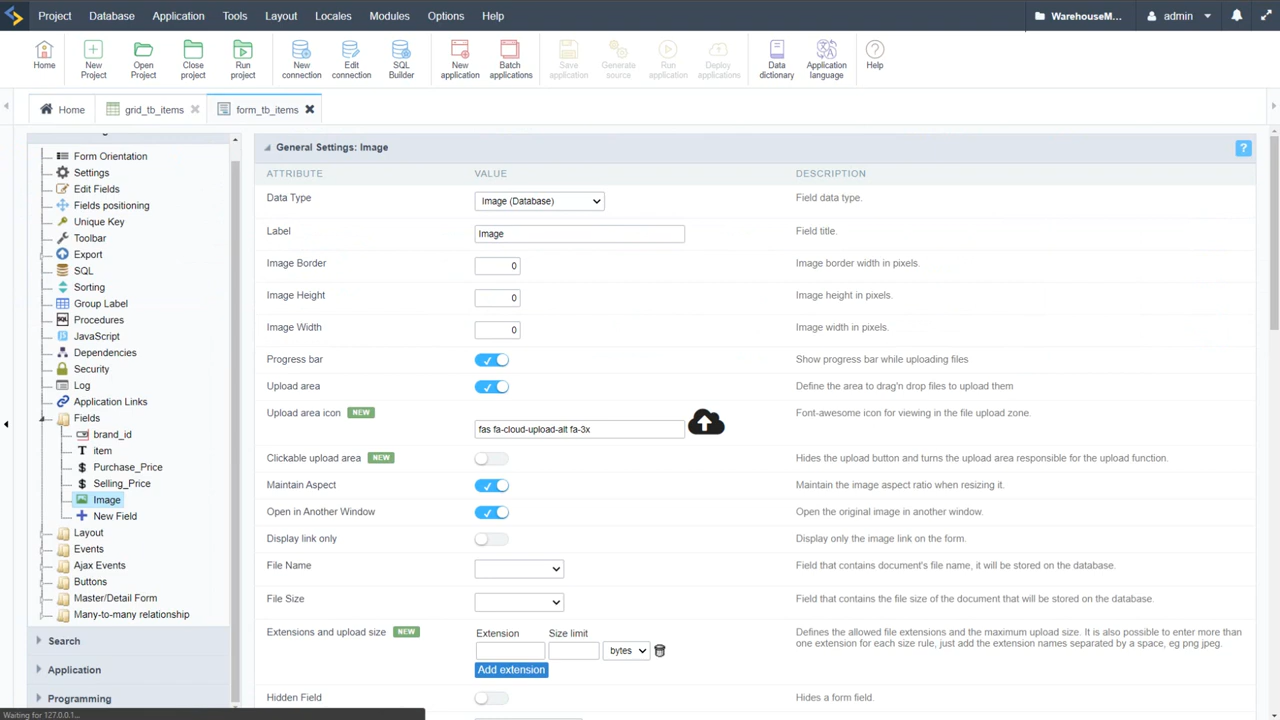 Project Database Application Tools Layout Locales Modules Options Help WarehouseM... admin
Home New Project Open Project Close project Run project New connection Edit connection SQL Builder New application Batch applications Save application Generate source Run application Deploy applications Data dictionary Application language Help
Home grid_tb_items form_tb_items
Form Orientation
Settings
Edit Fields
Fields positioning
Unique Key
Toolbar
Export
SQL
Sorting
Group Label
Procedures
JavaScript
Dependencies
Security
Log
Application Links
Fields
brand_id
item
Purchase_Price
Selling_Price
Image
New Field
Layout
Events
Ajax Events
Buttons
Master/Detail Form
Many-to-many relationship
Search
Application
Programming
General Settings: Image ?
ATTRIBUTE VALUE DESCRIPTION
Data Type Image (Database) Field data type.
Label Image Field title.
Image Border 0 Image border width in pixels.
Image Height 0 Image height in pixels.
Image Width 0 Image width in pixels.
Progress bar Show progress bar while uploading files
Upload area Define the area to drag'n drop files to upload them
Upload area icon NEW fas fa-cloud-upload-alt fa-3x Font-awesome icon for viewing in the file upload zone.
Clickable upload area NEW Hides the upload button and turns the upload area responsible for the upload function.
Maintain Aspect Maintain the image aspect ratio when resizing it.
Open in Another Window Open the original image in another window.
Display link only Display only the image link on the form.
File Name Field that contains document's file name, it will be stored on the database.
File Size Field that contains the file size of the document that will be stored on the database.
Extensions and upload size NEW Extension Size limit Defines the allowed file extensions and the maximum upload size. It is also possible to enter more than
bytes one extension for each size rule, just add the extension names separated by a space, eg png jpeg.
Add extension
Hidden Field Hides a form field.
Waiting for 127.0.0.1...